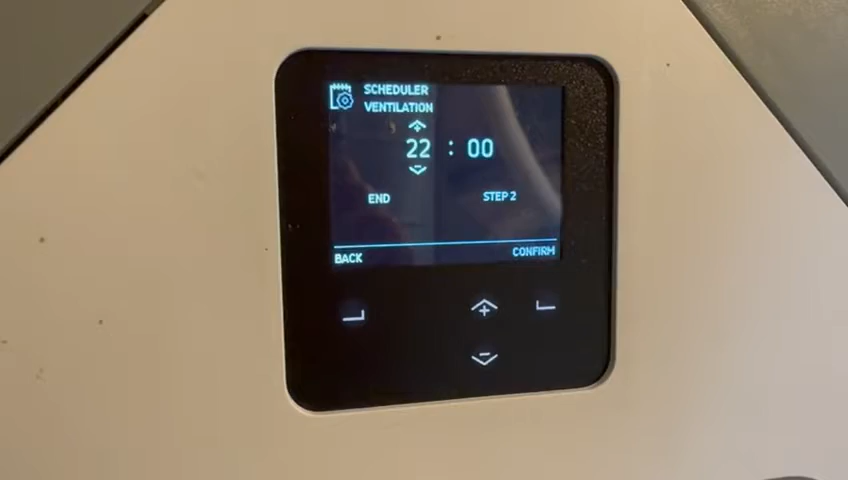 SCHEDULER
VENTILATION
22 : 00
END STEP 2
BACK CONFIRM